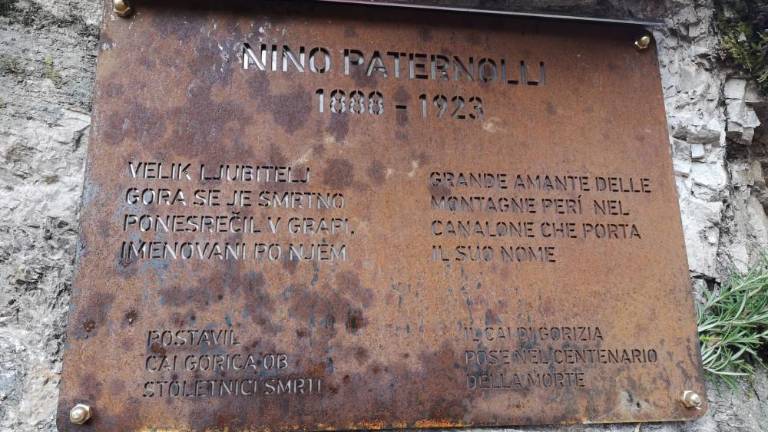 NINO PATERNOLLI
1888 - 1923
VELIK LJUBITELJ
GORA SE JE SMRTNO
PONESREČIL V GRAPI,
IMENOVANI PO NJEM
GRANDE AMANTE DELLE
MONTAGNE PERÍ NEL
CANALONE CHE PORTA
IL SUO NOME
POSTAVIL
CAI GORICA OB
STOLETNICI SMRTI
IL CAI DI GORIZIA
POSE NEL CENTENARIO
DELLA MORTE